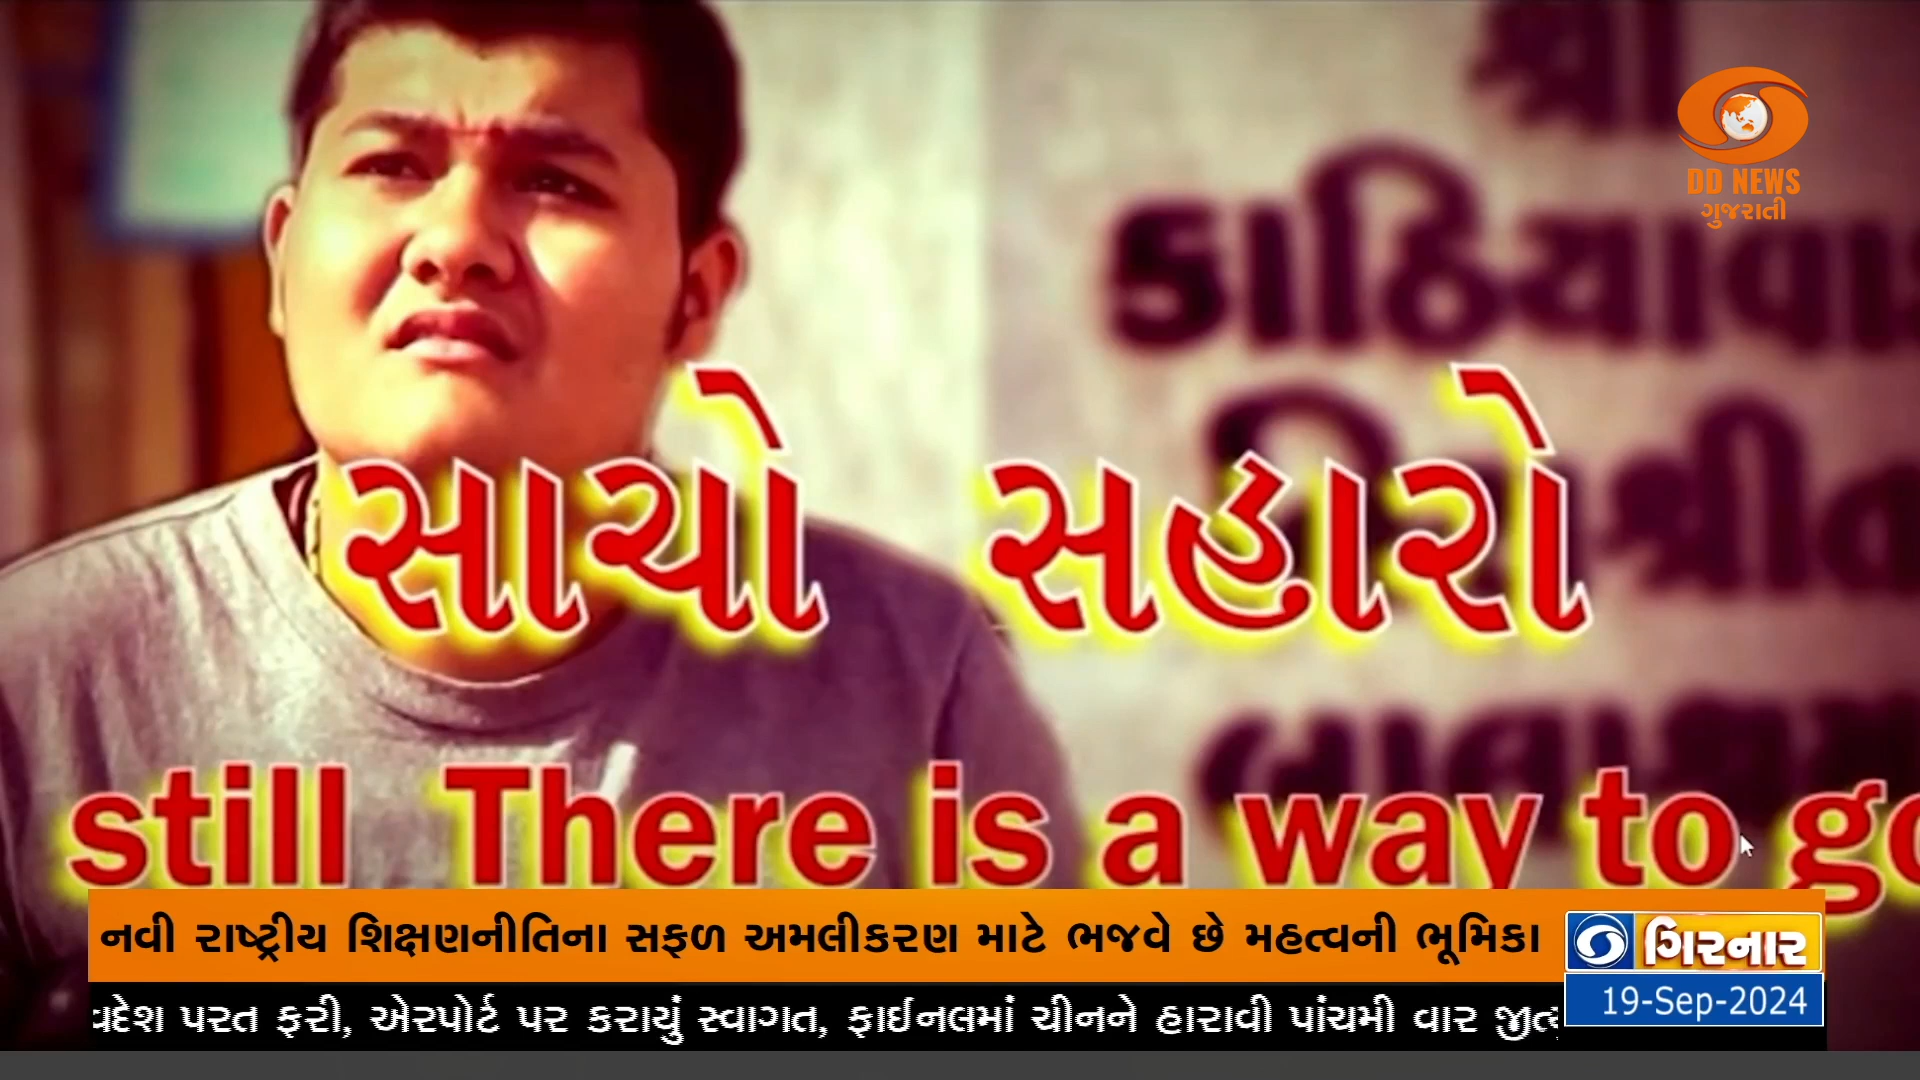 શ્રી
DD NEWS
ગુજરાતી
સાચો સહારો
still There is a way to go
નવી રાષ્ટ્રીય શિક્ષણનીતિના સફળ અમલીકરણ માટે ભજવે છે મહત્વની ભૂમિકા
ગિરનાર
પરત ફરી, એરપોર્ટ પર કરાયું સ્વાગત, ફાઈનલમાં ચીનને હારાવી પાંચમી વાર
19-Sep-2024